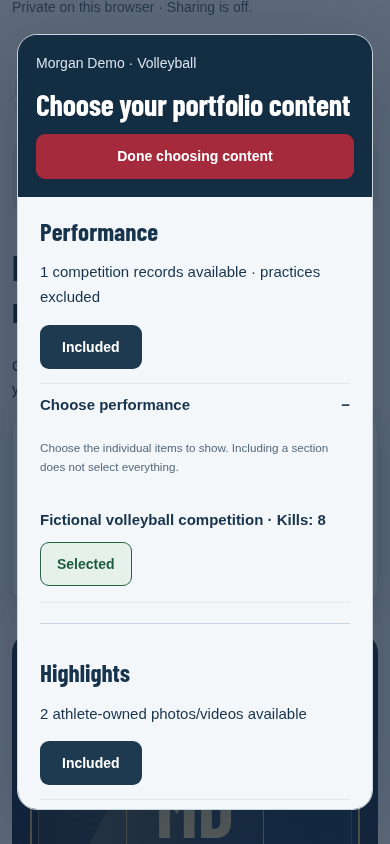 Private on this browser · Sharing is off.
Morgan Demo · Volleyball
Choose your portfolio content
Done choosing content
Performance
1 competition records available · practices
excluded
Included
Choose performance −
Choose the individual items to show. Including a section
does not select everything.
Fictional volleyball competition · Kills: 8
Selected
Highlights
2 athlete-owned photos/videos available
Included
MD